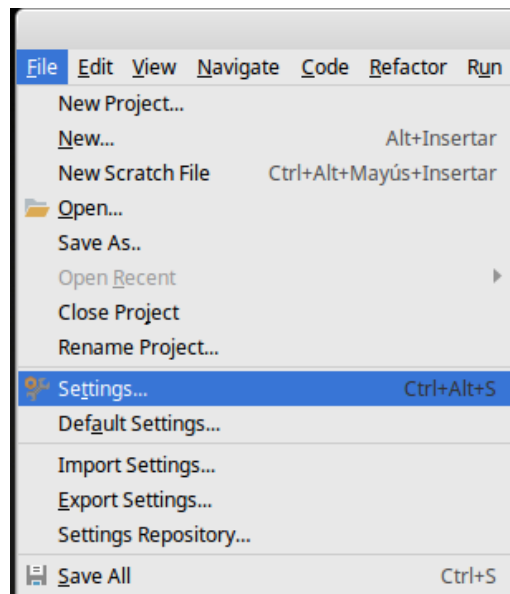 File Edit View Navigate Code Refactor Run
New Project...
New... Alt+Insertar
New Scratch File Ctrl+Alt+Mayús+Insertar
Open...
Save As..
Open Recent
Close Project
Rename Project...
Settings... Ctrl+Alt+S
Default Settings...
Import Settings...
Export Settings...
Settings Repository...
Save All Ctrl+S